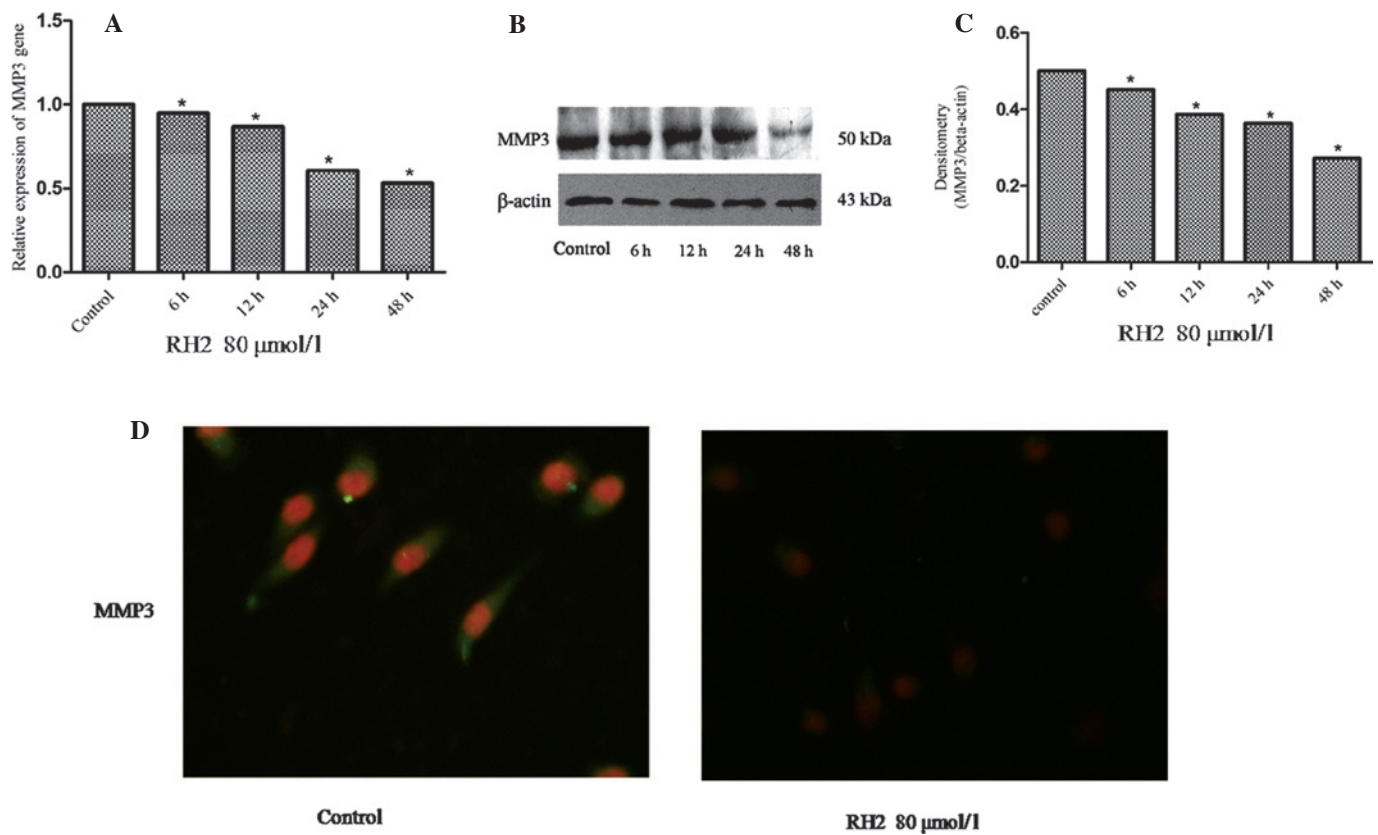 A
Relative expression of MMP3 gene
1.5
1.0
0.5
0.0
*
*
*
*
Control
6 h
12 h
24 h
48 h
RH2 80 μmol/l
B
MMP3
50 kDa
β-actin
43 kDa
Control
6 h
12 h
24 h
48 h
C
Densitometry
(MMP3/beta-actin)
0.6
0.4
0.2
0.0
*
*
*
*
control
6 h
12 h
24 h
48 h
RH2 80 μmol/l
D
MMP3
Control
RH2 80 μmol/l